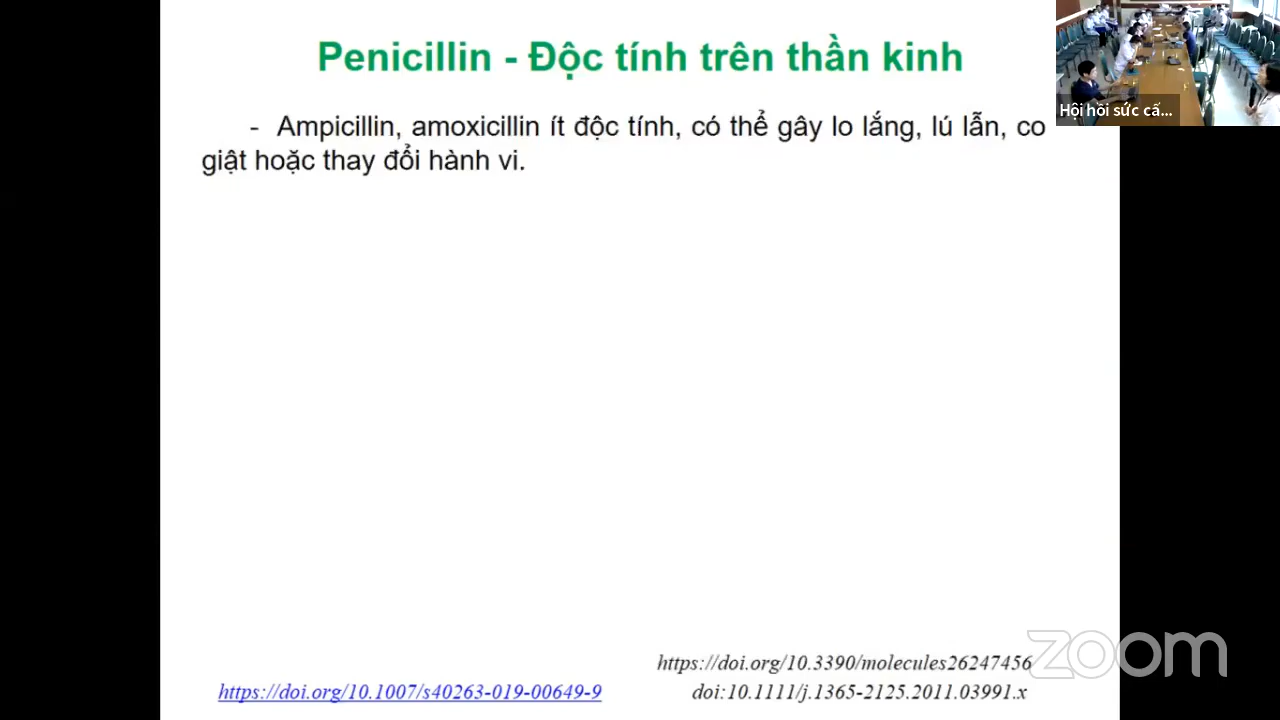 Penicillin - Độc tính trên thần kinh
Hội hồi sức cấ...
- Ampicillin, amoxicillin ít độc tính, có thể gây lo lắng, lú lẫn, co
giật hoặc thay đổi hành vi.
https://doi.org/10.3390/molecules26247456
https://doi.org/10.1007/s40263-019-00649-9
doi:10.1111/j.1365-2125.2011.03991.x
zoom